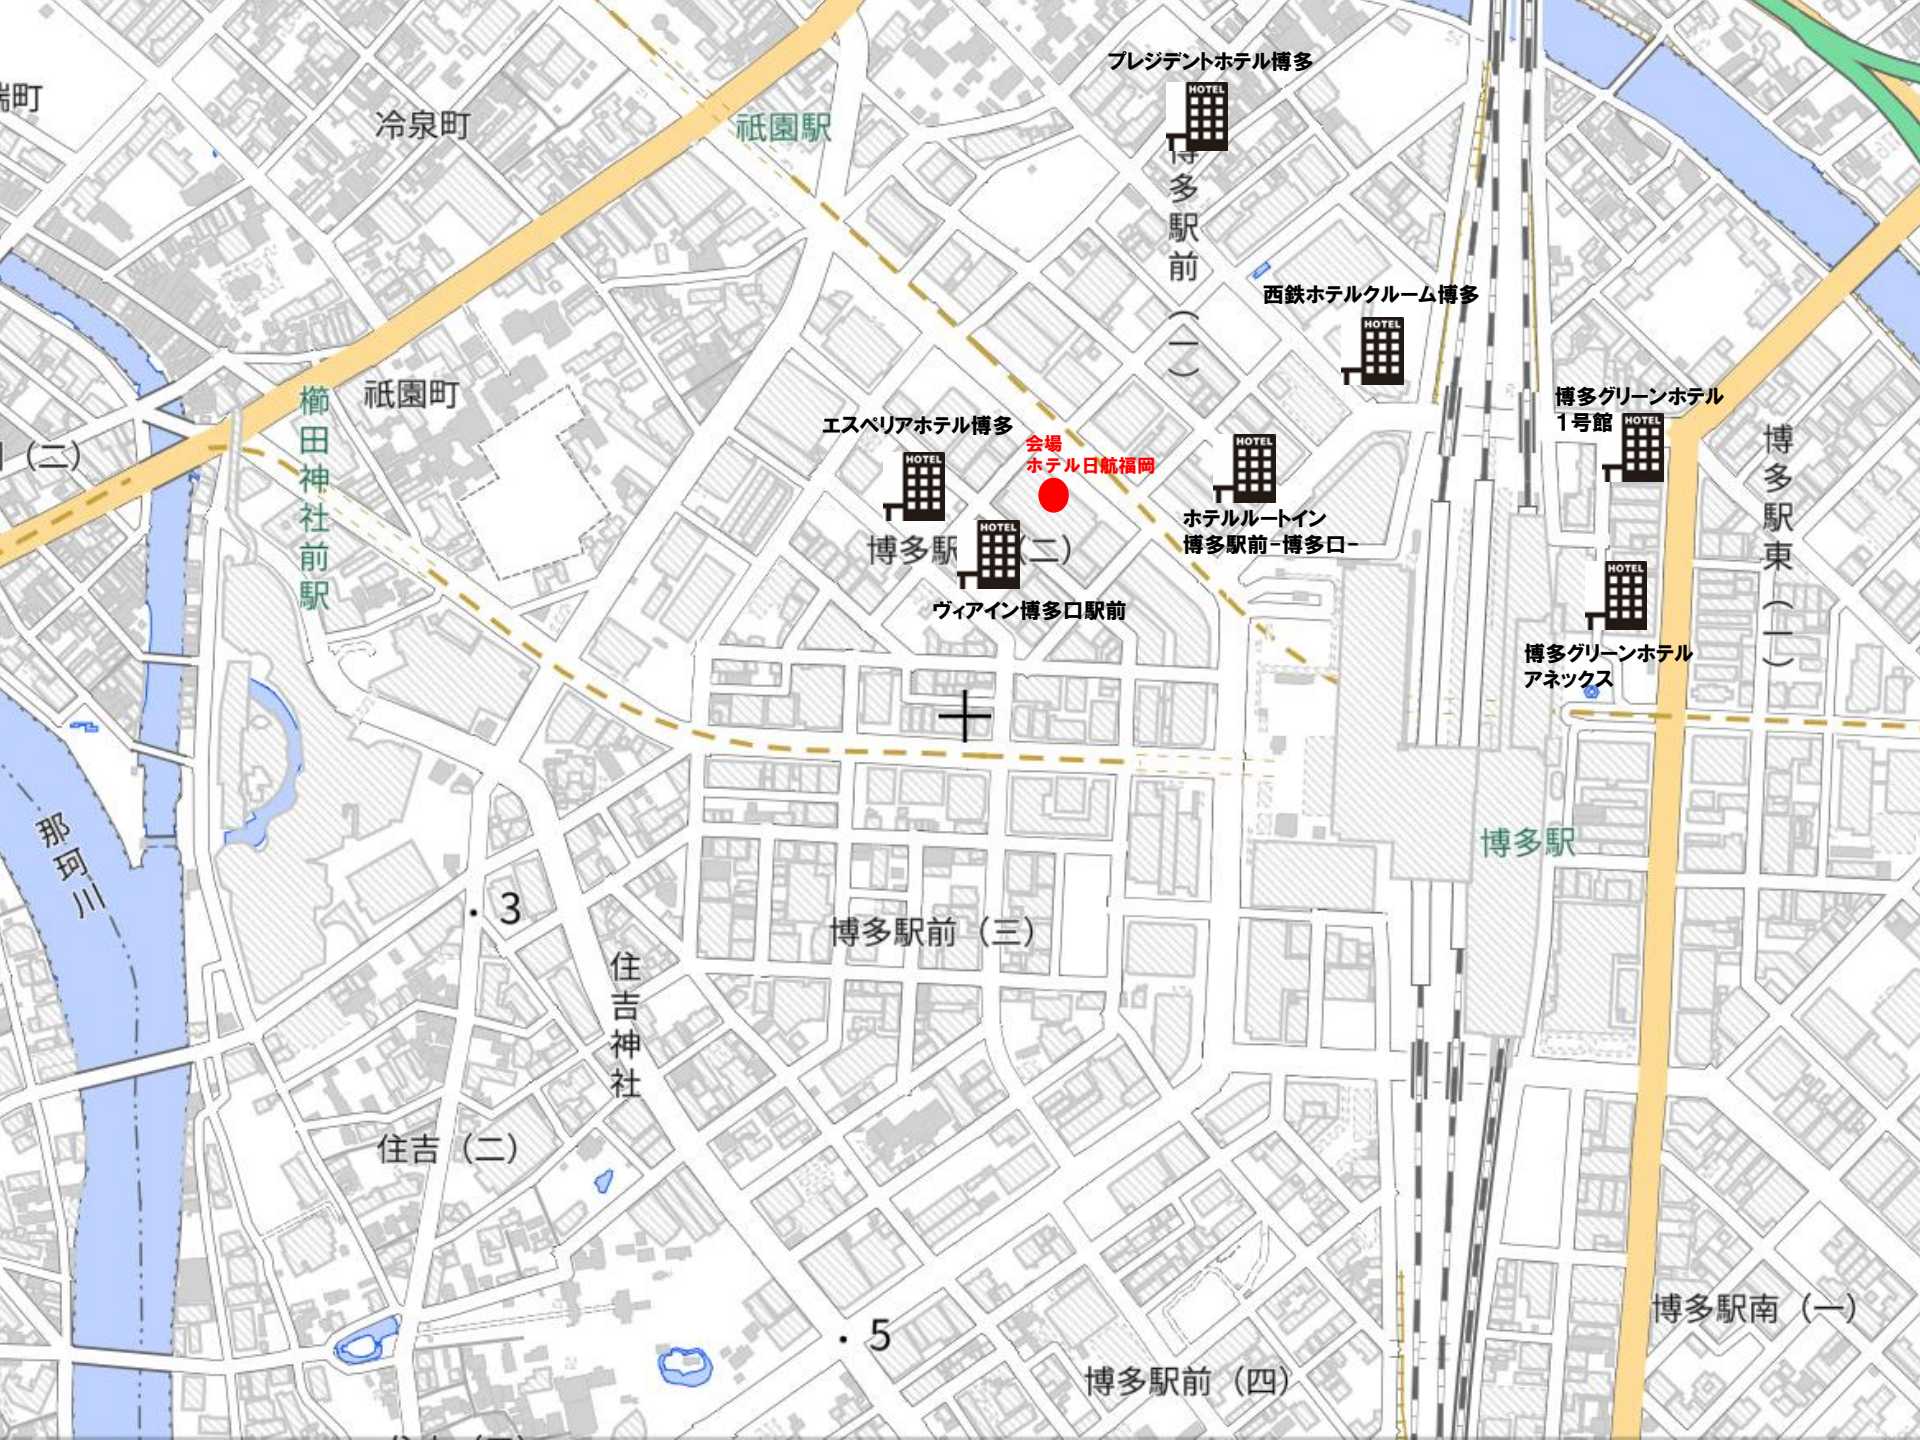 プレジデントホテル博多
HOTEL
冷泉町
祇園駅
博多駅前（一）
西鉄ホテルクルーム博多
HOTEL
祇園町
櫛田神社前駅
（二）
エスペリアホテル博多
HOTEL
会場
ホテル日航福岡
HOTEL
ホテルルートイン
博多駅前-博多口-
博多グリーンホテル
1号館
HOTEL
博多駅東（一）
HOTEL
博多駅
（二）
ヴィアイン博多口駅前
HOTEL
博多グリーンホテル
アネックス
那珂川
博多駅
・3
博多駅前（三）
住吉神社
住吉（二）
・5
博多駅南（一）
博多駅前（四）